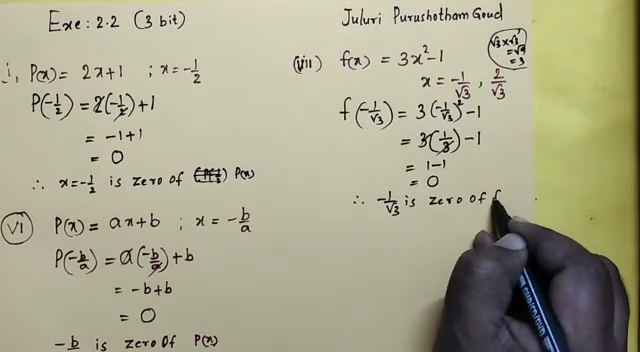 Exe: 2.2 (3 bit)
Juluri Purushotham Goud
i, P(x) = 2x+1 ; x = -1/2
P(-1/2) = 2(-1/2)+1
= -1+1
= 0
∴ x = -1/2 is zero of P(x)
(vi) P(x) = ax+b ; x = -b/a
P(-b/a) = a(-b/a)+b
= -b+b
= 0
-b is zero of P(x)
(vii) f(x) = 3x²-1
x = -1/√3, 2/√3
√3×√3
=√9
=3
f(-1/√3) = 3(-1/√3)²-1
= 3(1/3)-1
= 1-1
= 0
∴ -1/√3 is zero of f